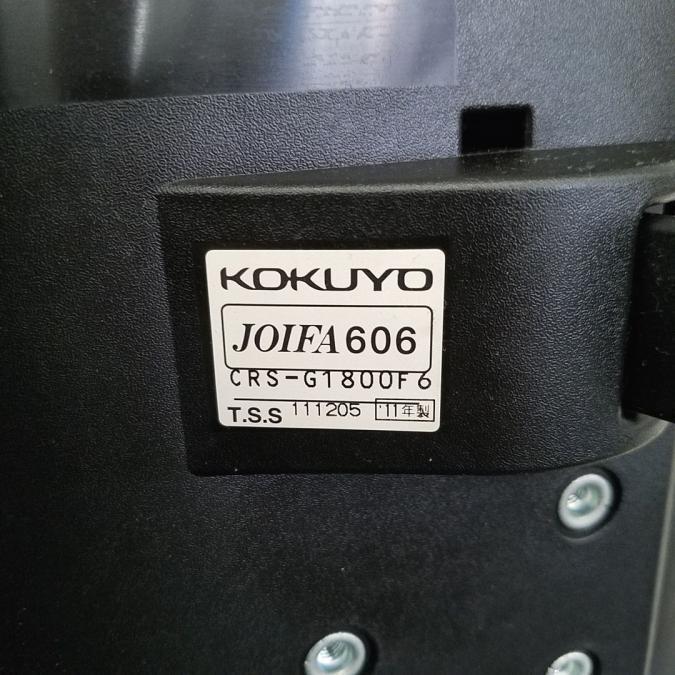 KOKUYO
JOIFA 606
CRS-G1800F6
T.S.S 111205 '11年製